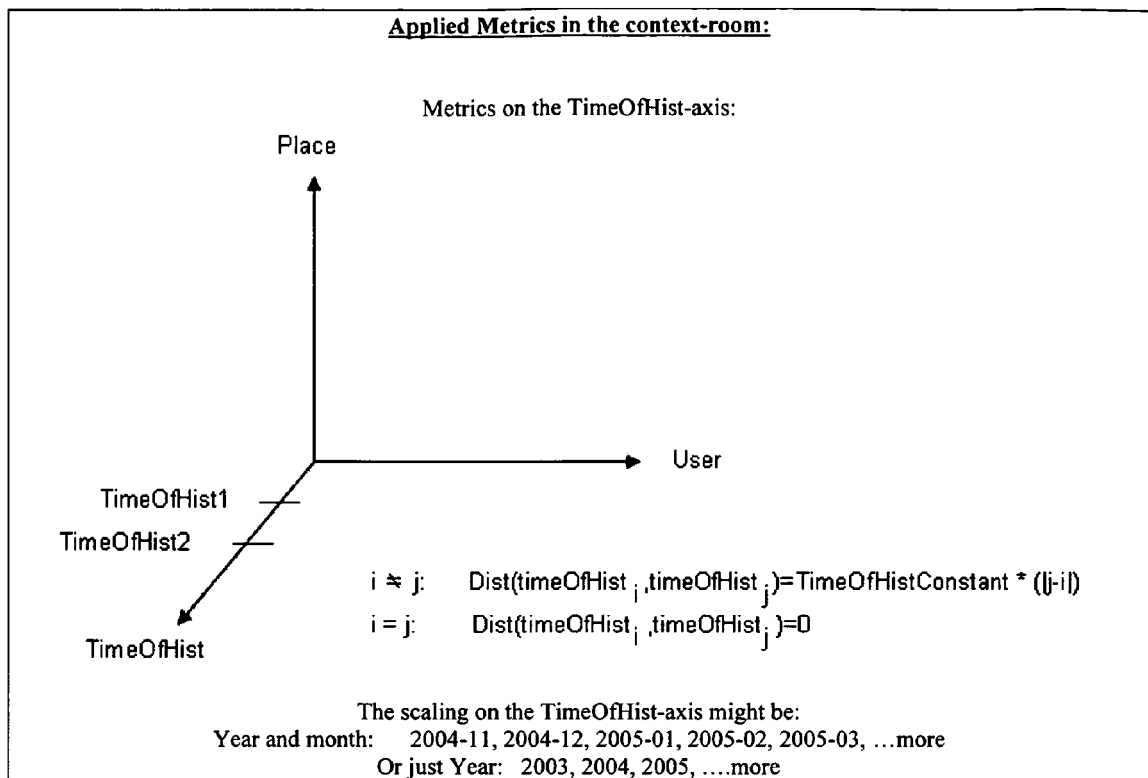 Applied Metrics in the context-room:
Metrics on the TimeOfHist-axis:
Place
User
TimeOfHist1
TimeOfHist2
i ≠ j: Dist(timeOfHist i ,timeOfHist j )=TimeOfHistConstant * (|j-i|)
i = j: Dist(timeOfHist i ,timeOfHist j )=0
TimeOfHist
The scaling on the TimeOfHist-axis might be:
Year and month: 2004-11, 2004-12, 2005-01, 2005-02, 2005-03, …more
Or just Year: 2003, 2004, 2005, ….more